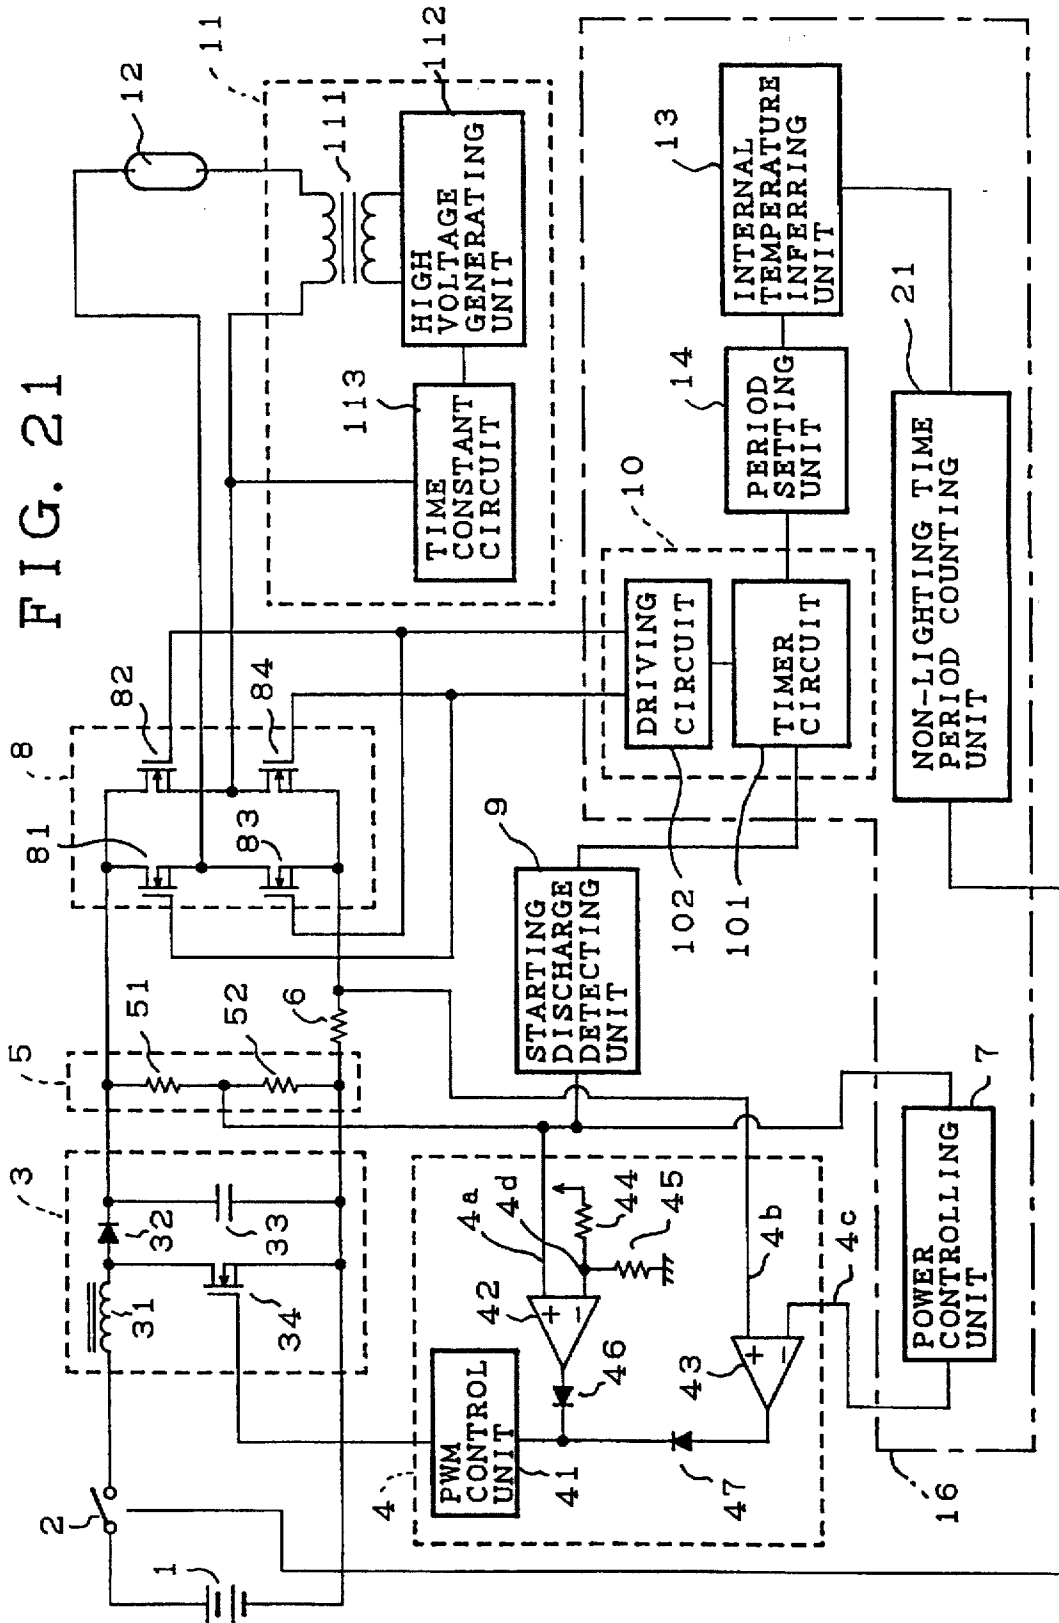 FIG. 21
1
2
3
31
32
33
34
5
51
52
6
8
81
82
83
84
11
12
111
112
113
HIGH
VOLTAGE
GENERATING
UNIT
TIME
CONSTANT
CIRCUIT
4
PWM
CONTROL
UNIT
41
42
43
44
45
46
47
4a
4b
4c
4d
+
−
+
−
9
STARTING
DISCHARGE
DETECTING
UNIT
10
DRIVING
CIRCUIT
TIMER
CIRCUIT
102
101
14
PERIOD
SETTING
UNIT
13
INTERNAL
TEMPERATURE
INFERRING
UNIT
7
POWER
CONTROLLING
UNIT
16
21
NON-LIGHTING TIME
PERIOD COUNTING
UNIT